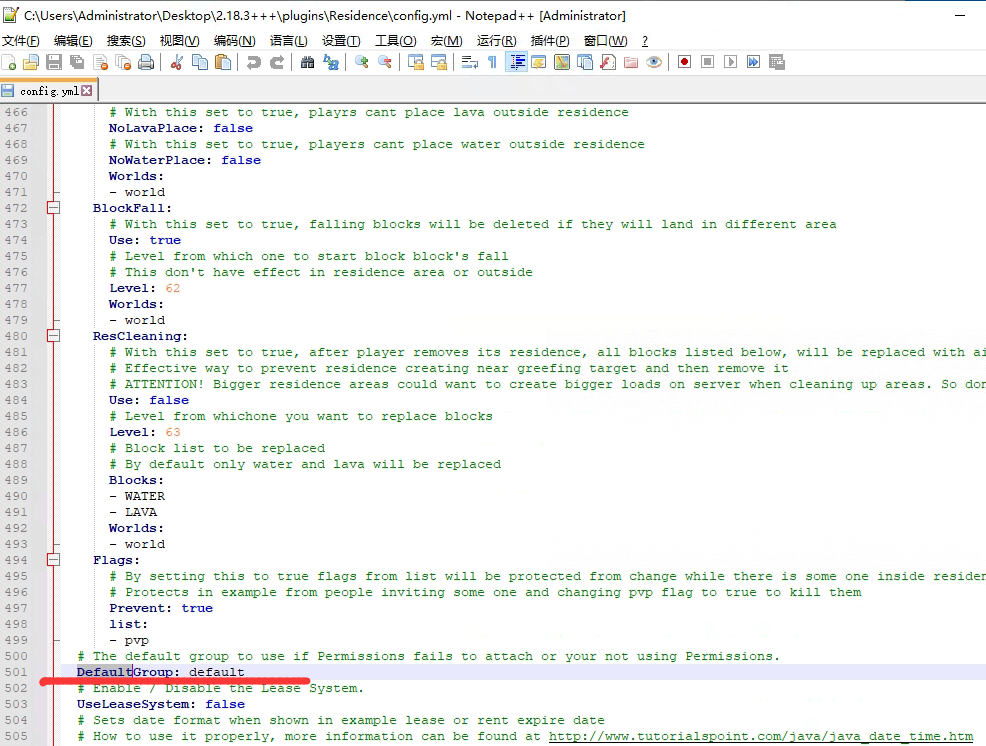 C:\Users\Administrator\Desktop\2.18.3+++\plugins\Residence\config.yml - Notepad++ [Administrator]
文件(F) 编辑(E) 搜索(S) 视图(V) 编码(N) 语言(L) 设置(T) 工具(O) 宏(M) 运行(R) 插件(P) 窗口(W) ?
config.yml
466 # With this set to true, playrs cant place lava outside residence
467 NoLavaPlace: false
468 # With this set to true, players cant place water outside residence
469 NoWaterPlace: false
470 Worlds:
471 - world
472 BlockFall:
473 # With this set to true, falling blocks will be deleted if they will land in different area
474 Use: true
475 # Level from which one to start block block's fall
476 # This don't have effect in residence area or outside
477 Level: 62
478 Worlds:
479 - world
480 ResCleaning:
481 # With this set to true, after player removes its residence, all blocks listed below, will be replaced with ai
482 # Effective way to prevent residence creating near greefing target and then remove it
483 # ATTENTION! Bigger residence areas could want to create bigger loads on server when cleaning up areas. So don
484 Use: false
485 # Level from whichone you want to replace blocks
486 Level: 63
487 # Block list to be replaced
488 # By default only water and lava will be replaced
489 Blocks:
490 - WATER
491 - LAVA
492 Worlds:
493 - world
494 Flags:
495 # By setting this to true flags from list will be protected from change while there is some one inside residen
496 # Protects in example from people inviting some one and changing pvp flag to true to kill them
497 Prevent: true
498 list:
499 - pvp
500 # The default group to use if Permissions fails to attach or your not using Permissions.
501 DefaultGroup: default
502 # Enable / Disable the Lease System.
503 UseLeaseSystem: false
504 # Sets date format when shown in example lease or rent expire date
505 # How to use it properly, more information can be found at http://www.tutorialspoint.com/java/java_date_time.htm